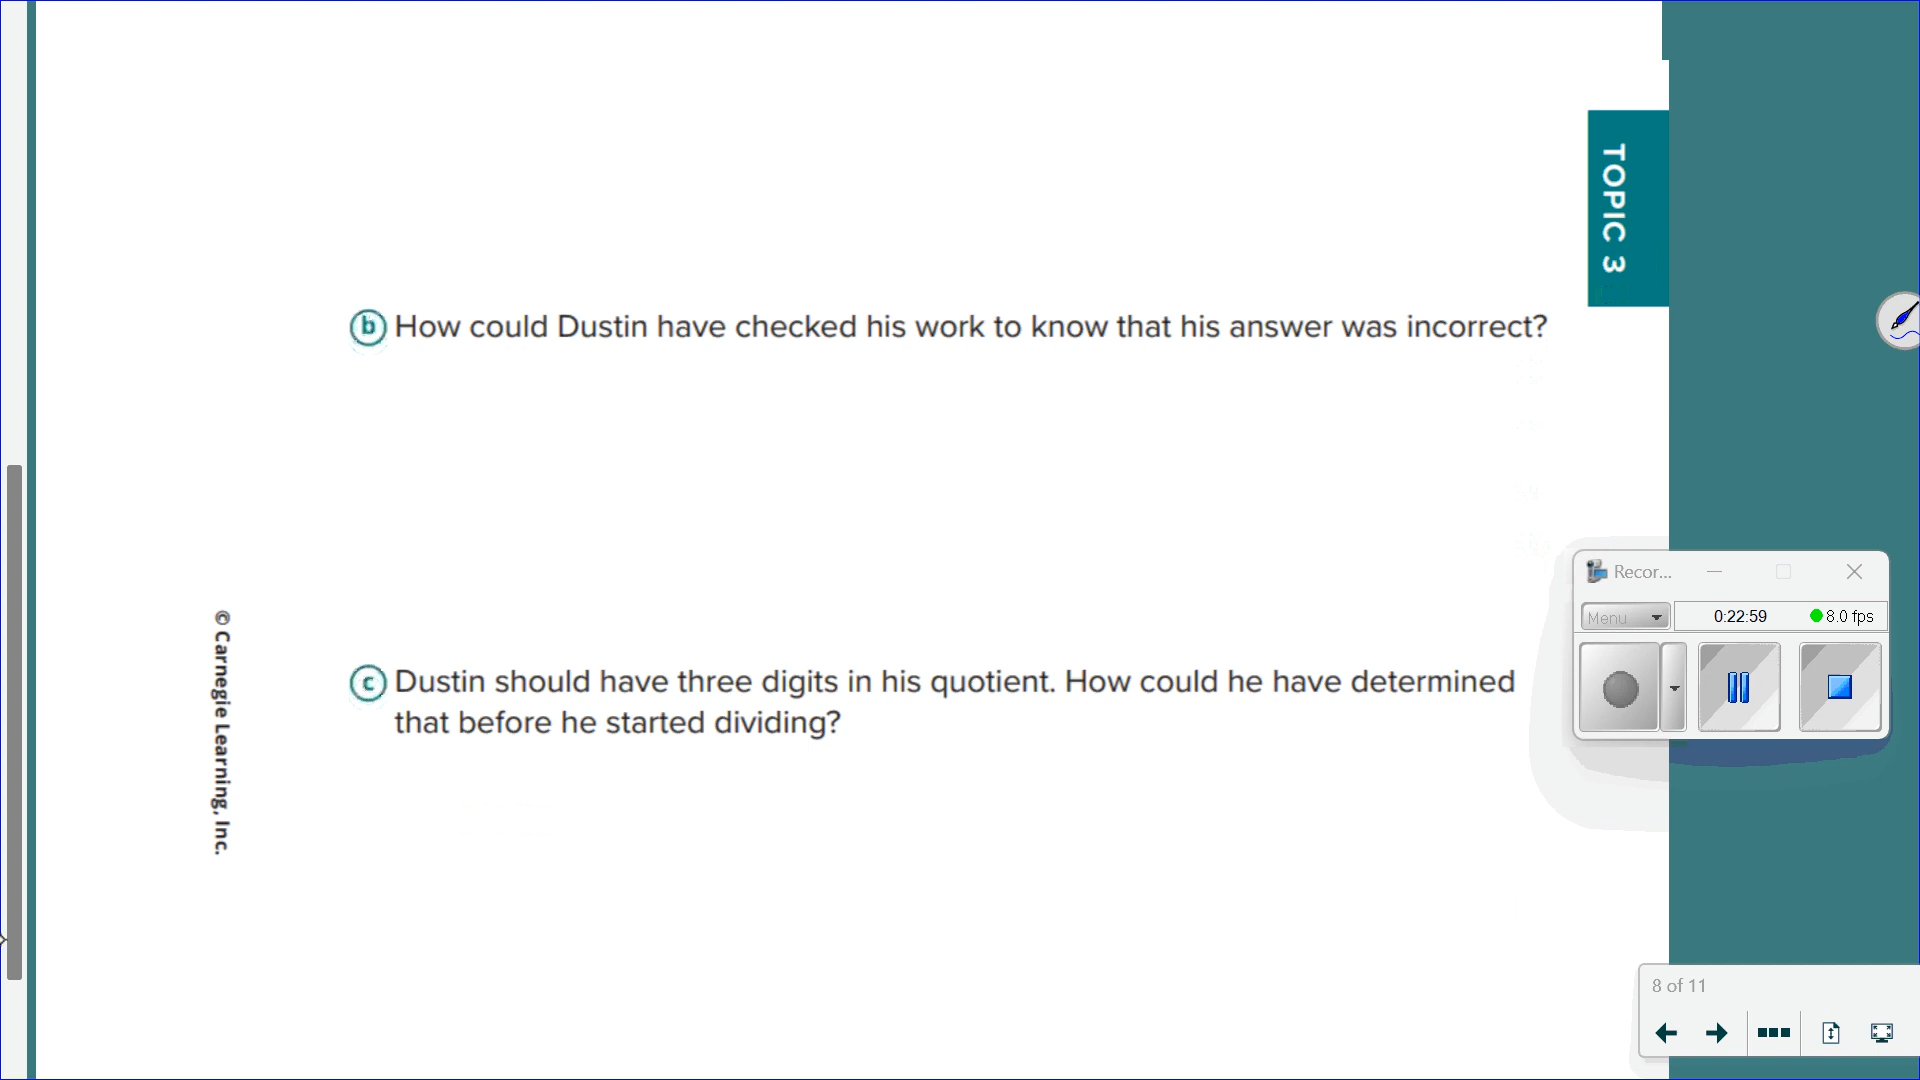 TOPIC 3
b How could Dustin have checked his work to know that his answer was incorrect?
Recor...
Menu 0:22:59 8.0 fps
c Dustin should have three digits in his quotient. How could he have determined
that before he started dividing?
© Carnegie Learning, Inc.
8 of 11